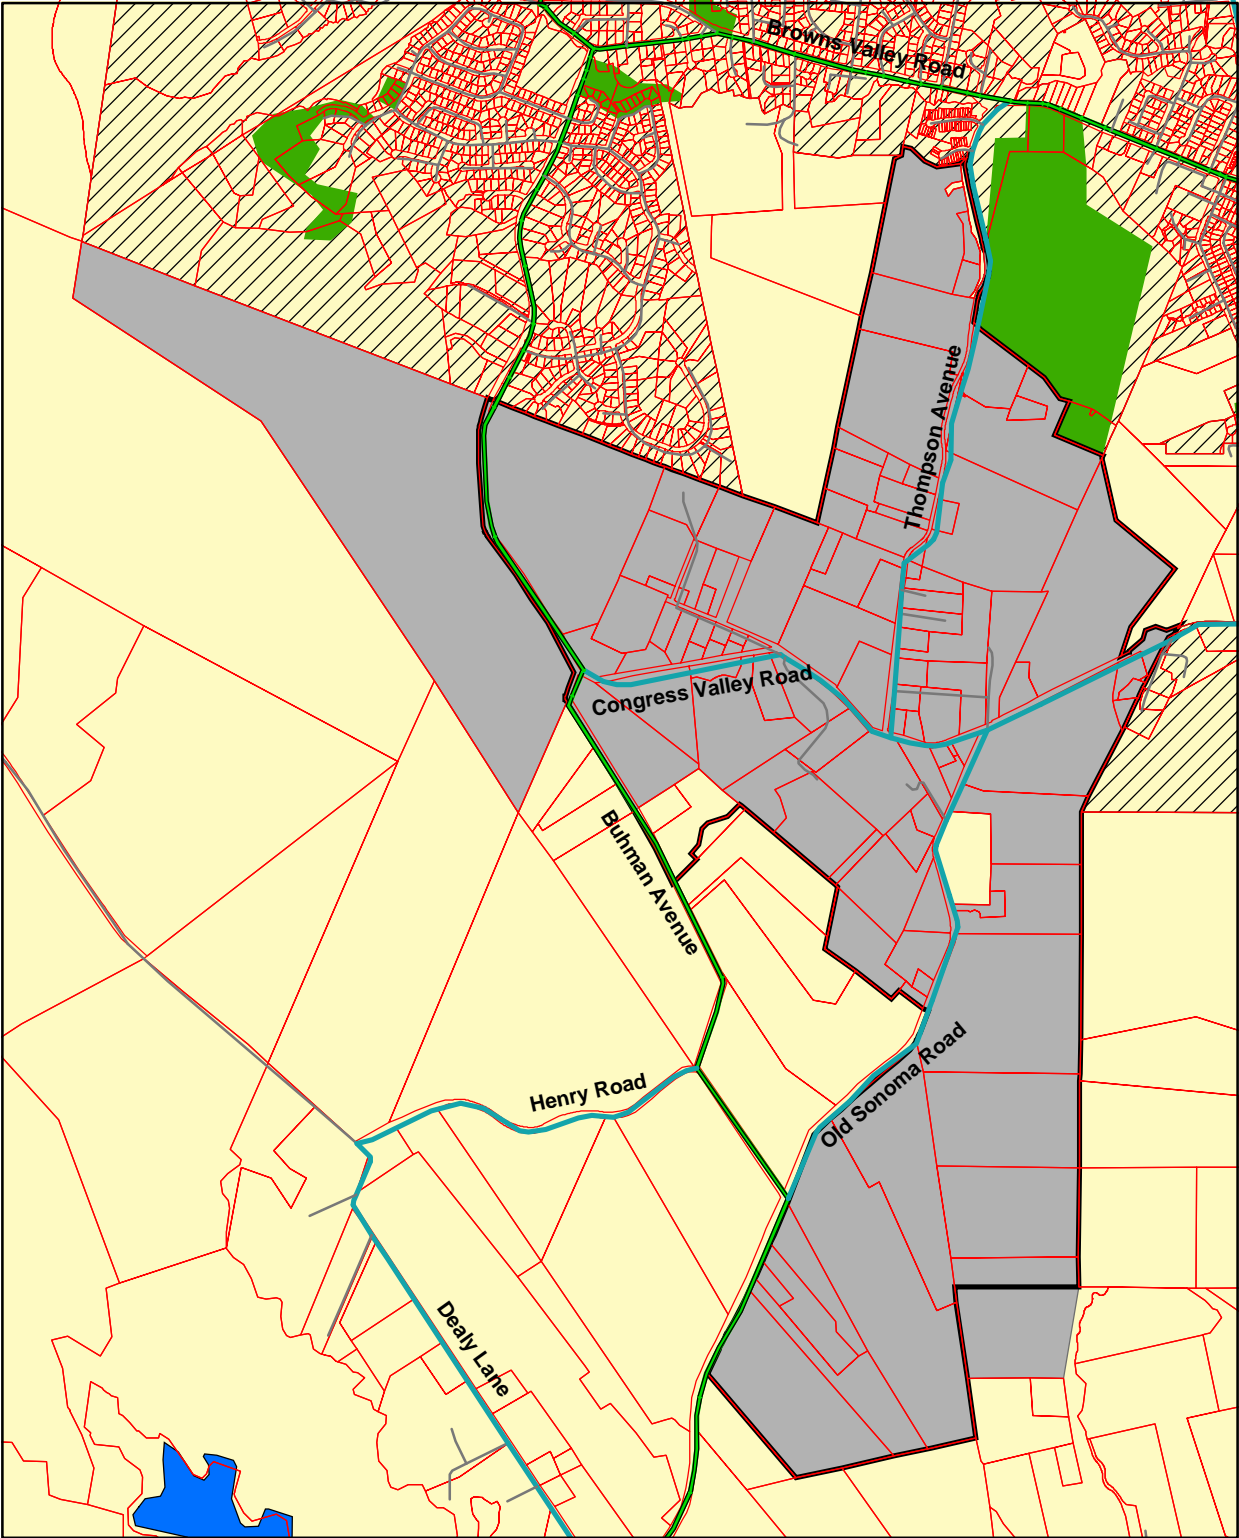 Browns Valley Road
Thompson Avenue
Congress Valley Road
Buhman Avenue
Old Sonoma Road
Henry Road
Dealy Lane